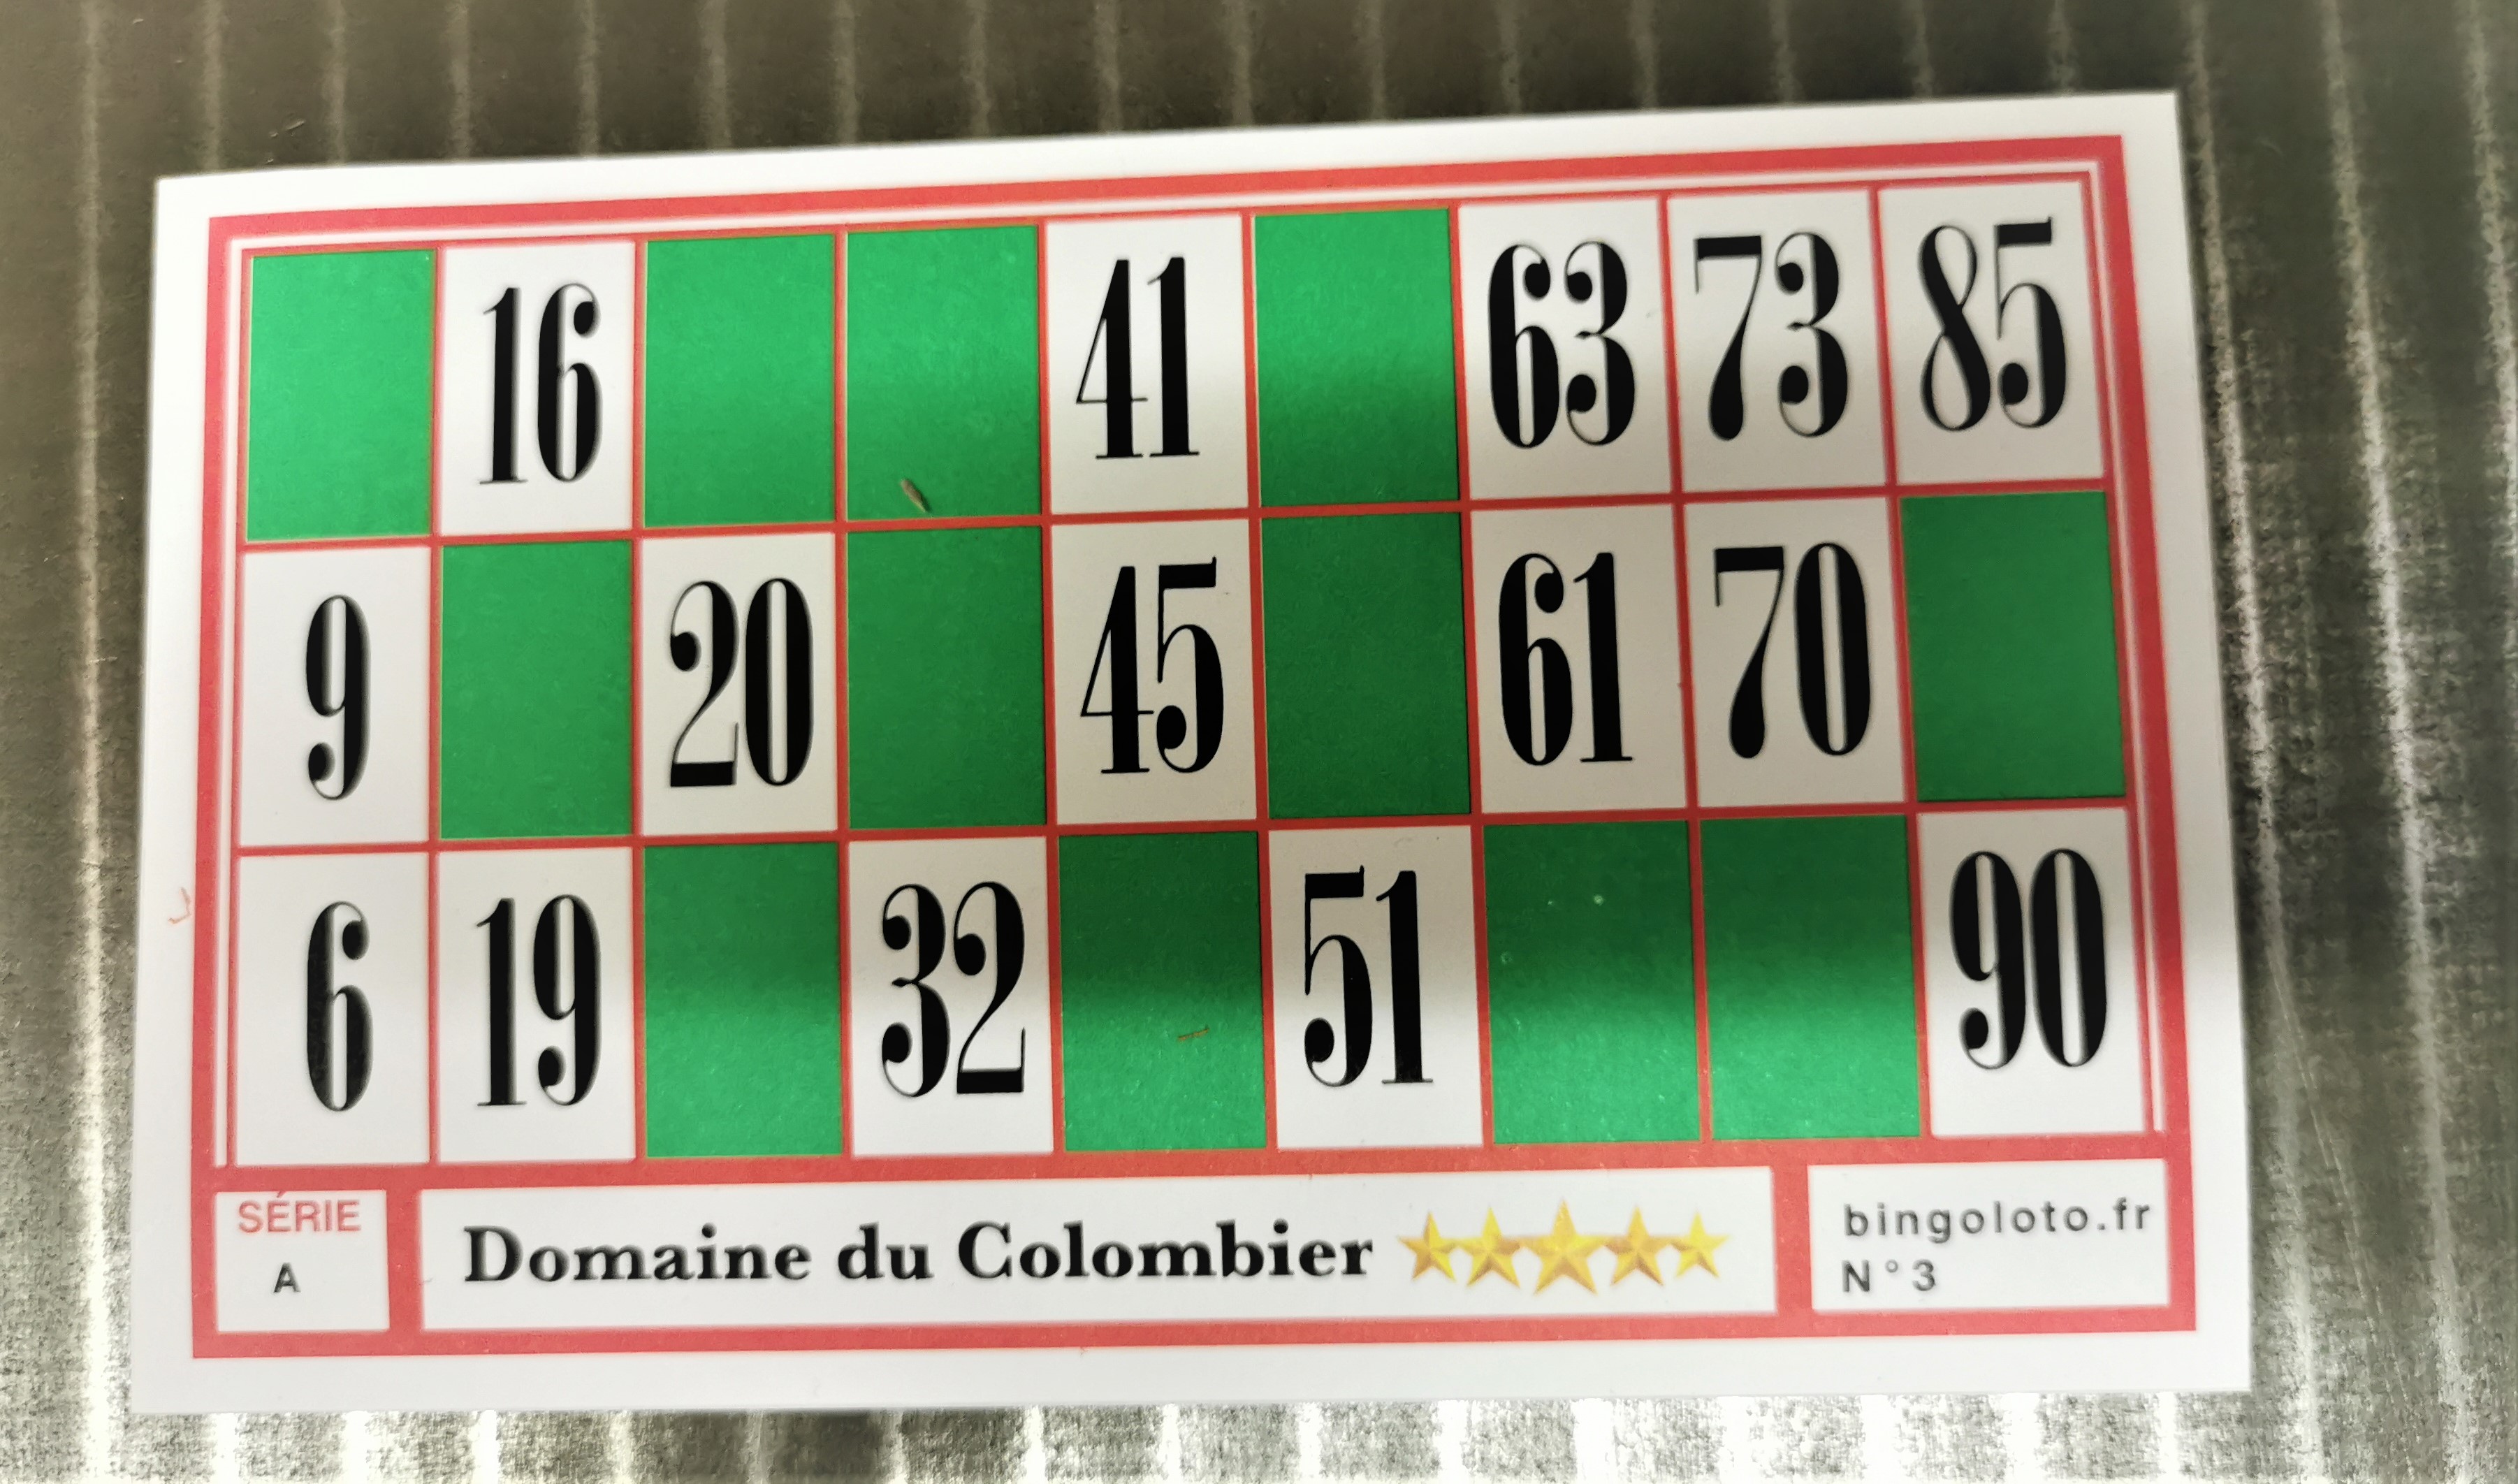 16 41 63 73 85
9 20 45 61 70
6 19 32 51 90
SÉRIE
A
Domaine du Colombier
bingoloto.fr
N°3